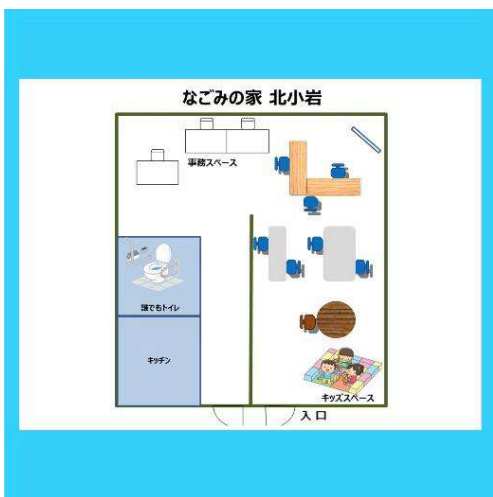 なごみの家 北小岩
事務スペース
誰でもトイレ
キッチン
キッズスペース
入口